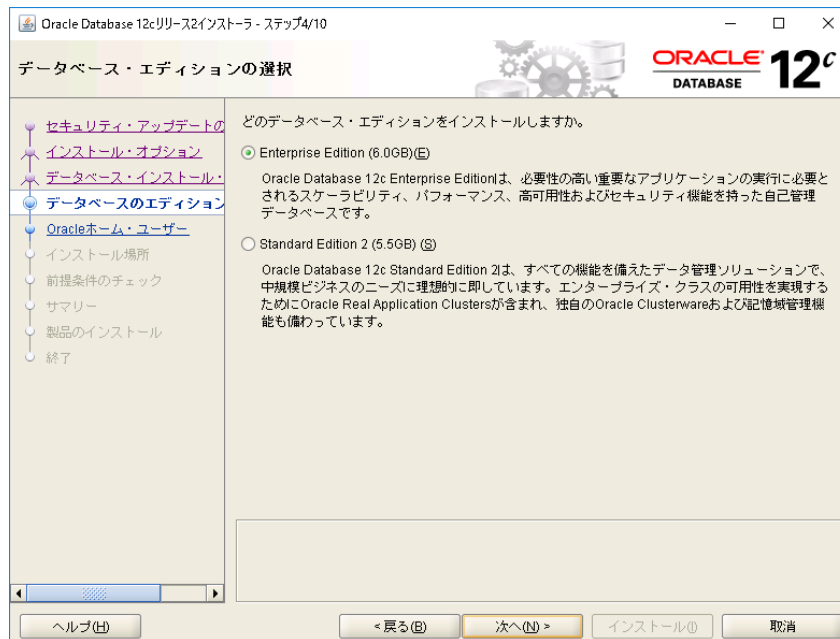 Oracle Database 12cリリース2インストーラ - ステップ4/10
データベース・エディションの選択
ORACLE
DATABASE
12c
セキュリティ・アップデートの
インストール・オプション
データベース・インストール・
データベースのエディション
Oracleホーム・ユーザー
インストール場所
前提条件のチェック
サマリー
製品のインストール
終了
どのデータベース・エディションをインストールしますか。
Enterprise Edition (6.0GB)(E)
Oracle Database 12c Enterprise Editionは、必要性の高い重要なアプリケーションの実行に必要と
されるスケーラビリティ、パフォーマンス、高可用性およびセキュリティ機能を持った自己管理
データベースです。
Standard Edition 2 (5.5GB) (S)
Oracle Database 12c Standard Edition 2は、すべての機能を備えたデータ管理ソリューションで、
中規模ビジネスのニーズに理想的に即しています。エンタープライズ・クラスの可用性を実現する
ためにOracle Real Application Clustersが含まれ、独自のOracle Clusterwareおよび記憶域管理機
能も備わっています。
ヘルプ(H)
< 戻る(B)
次へ(N) >
インストール(I)
取消